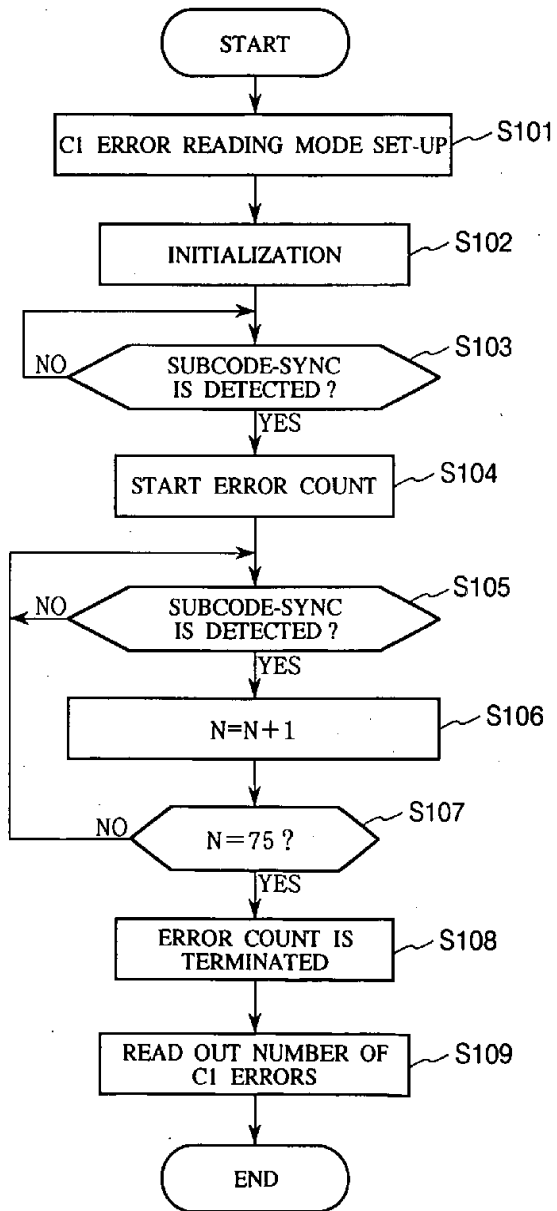 START
C1 ERROR READING MODE SET-UP
S101
INITIALIZATION
S102
NO
SUBCODE-SYNC
IS DETECTED?
S103
YES
START ERROR COUNT
S104
NO
SUBCODE-SYNC
IS DETECTED?
S105
YES
N=N+1
S106
NO
N=75?
S107
YES
ERROR COUNT IS
TERMINATED
S108
READ OUT NUMBER OF
C1 ERRORS
S109
END